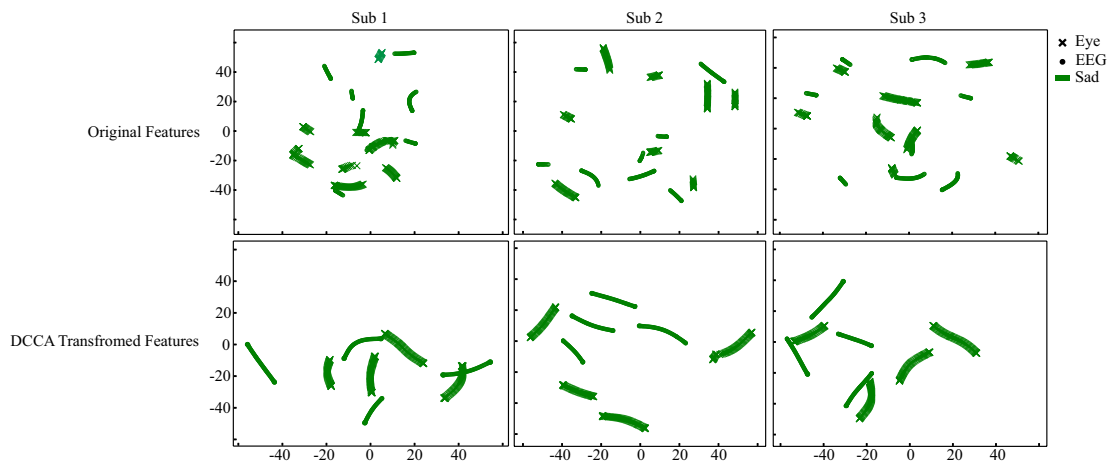 Sub 1 Sub 2 Sub 3
Eye
EEG
Sad
Original Features
40
20
0
-20
-40
DCCA Transfromed Features
40
20
0
-20
-40
-40 -20 0 20 40 -40 -20 0 20 40 -40 -20 0 20 40